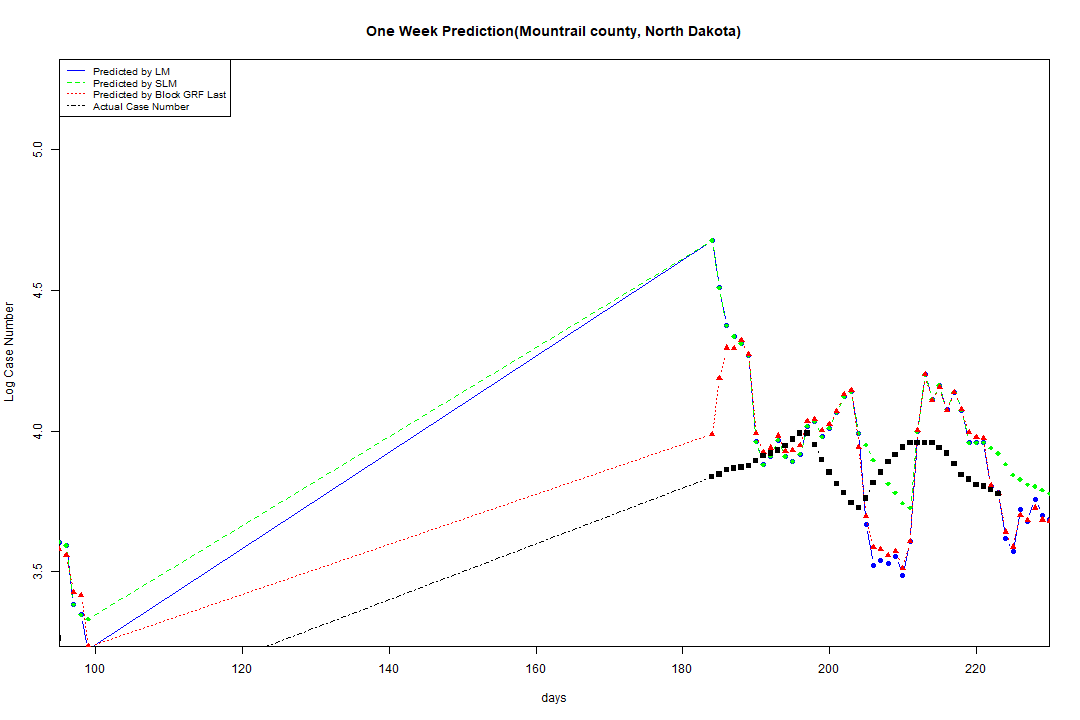 One Week Prediction(Mountrail county, North Dakota)
Predicted by LM
Predicted by SLM
Predicted by Block GRF Last
Actual Case Number
Log Case Number
5.0
4.5
4.0
3.5
100 120 140 160 180 200 220
days